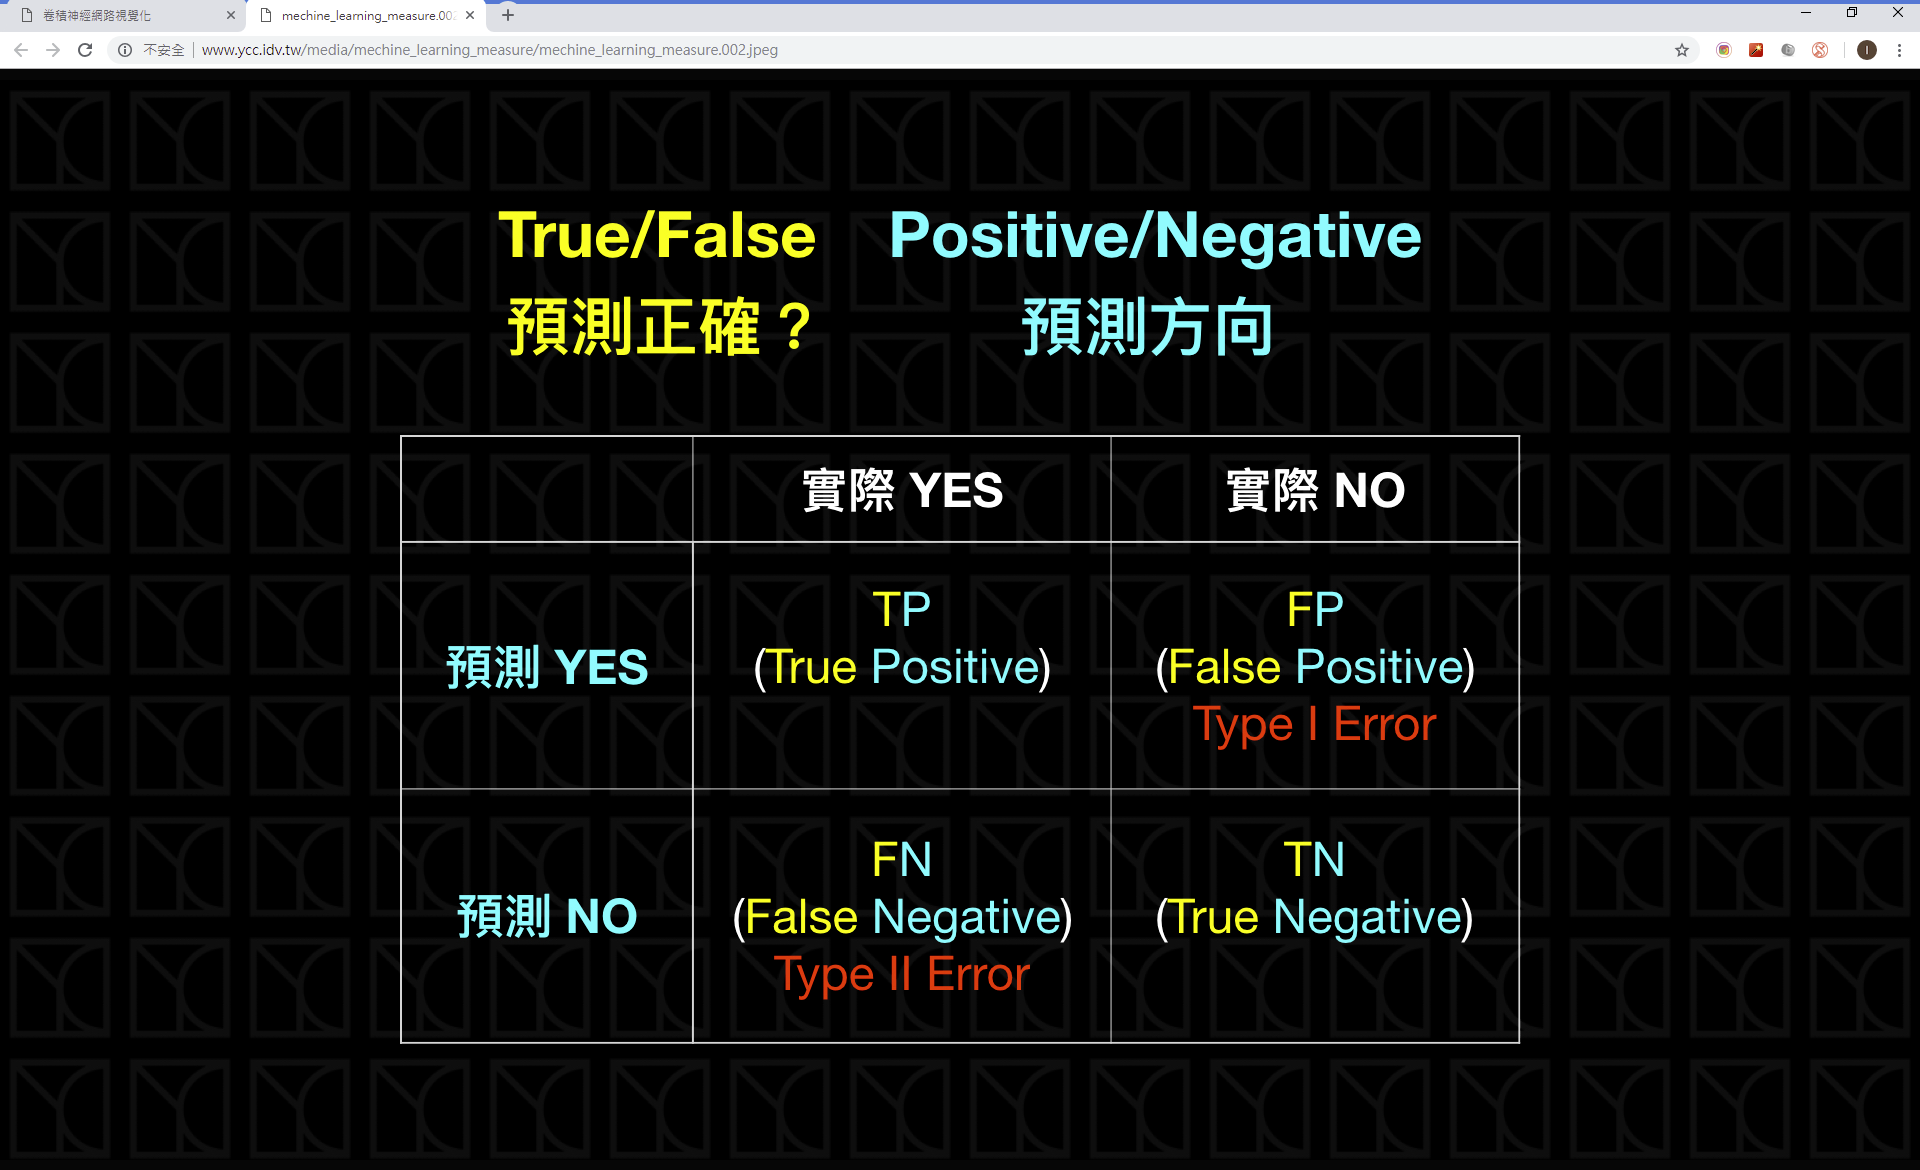 卷積神經網路視覺化
mechine_learning_measure.002
不安全
www.ycc.idv.tw/media/mechine_learning_measure/mechine_learning_measure.002.jpeg
I
True/False
Positive/Negative
預測正確？
預測方向
實際 YES
實際 NO
預測 YES
TP
(True Positive)
FP
(False Positive)
Type I Error
預測 NO
FN
(False Negative)
Type II Error
TN
(True Negative)